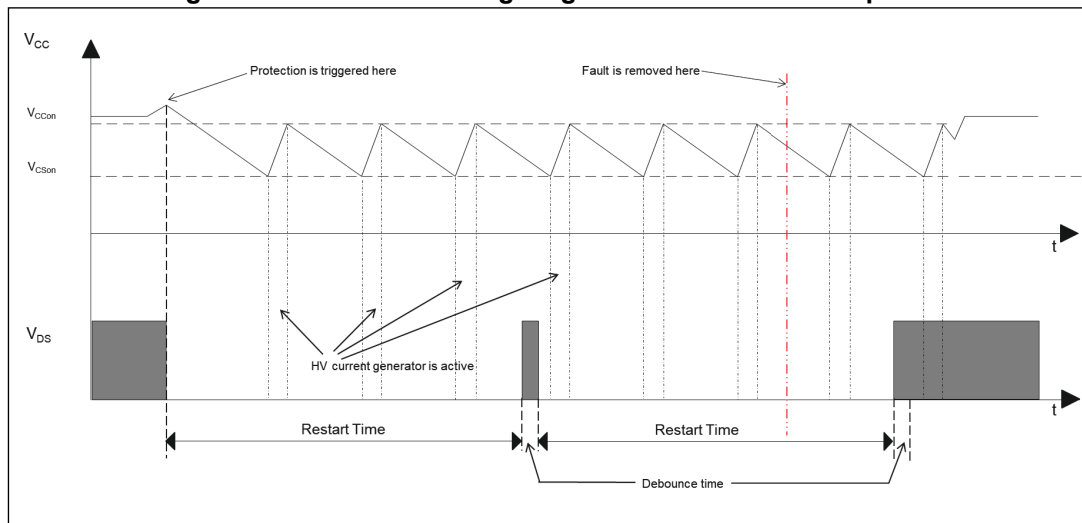 V_CC
Protection is triggered here
Fault is removed here
V_CCon
V_CSon
t
V_DS
HV current generator is active
t
Restart Time
Restart Time
Debounce time